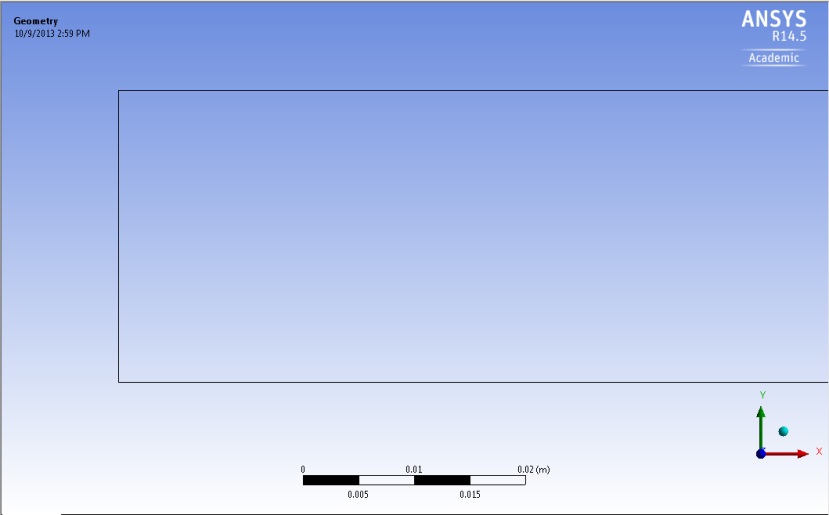 Geometry
10/9/2013 2:59 PM
ANSYS
R14.5
Academic
Y
X
0 0.01 0.02 (m)
0.005 0.015